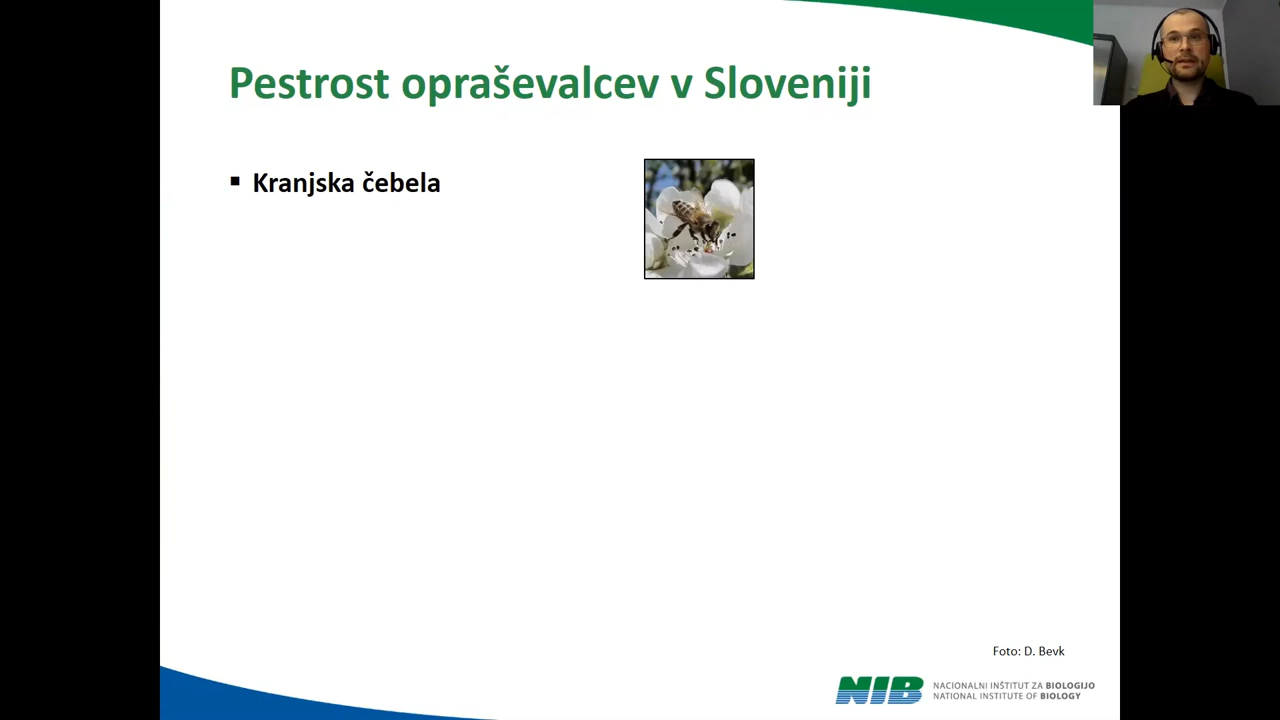 Pestrost opraševalcev v Sloveniji
▪ Kranjska čebela
Foto: D. Bevk
NIB
NACIONALNI INŠTITUT ZA BIOLOGIJO
NATIONAL INSTITUTE OF BIOLOGY